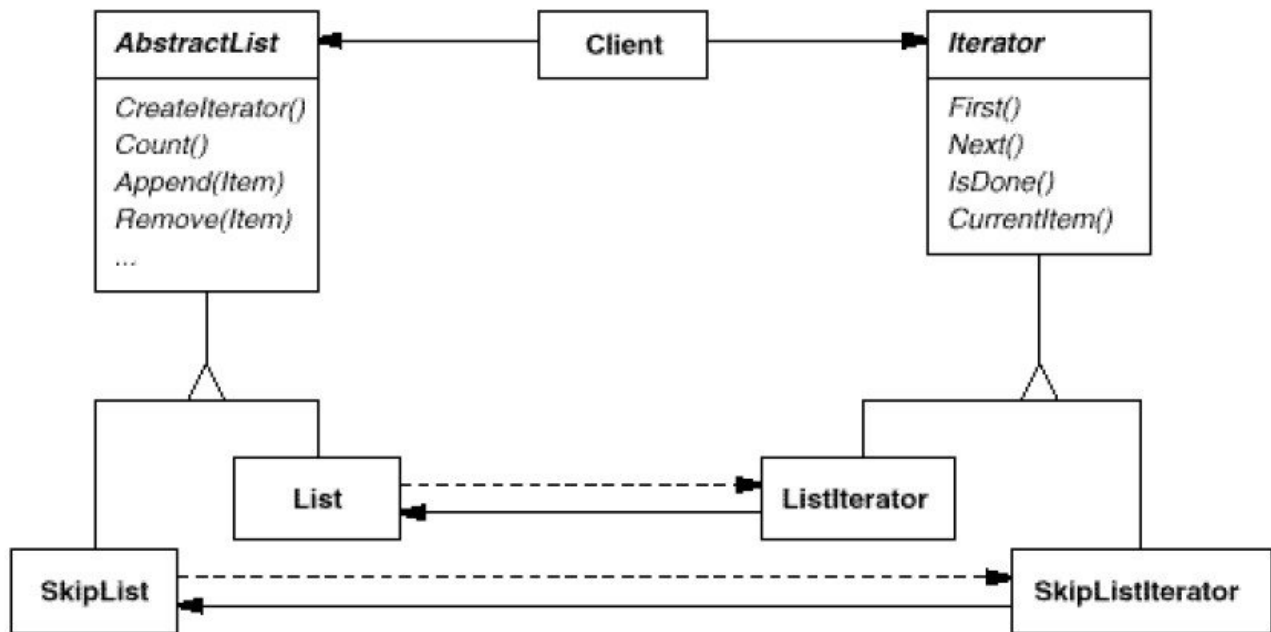 AbstractList
CreateIterator()
Count()
Append(Item)
Remove(Item)
...
Client
Iterator
First()
Next()
IsDone()
CurrentItem()
List
ListIterator
SkipList
SkipListIterator